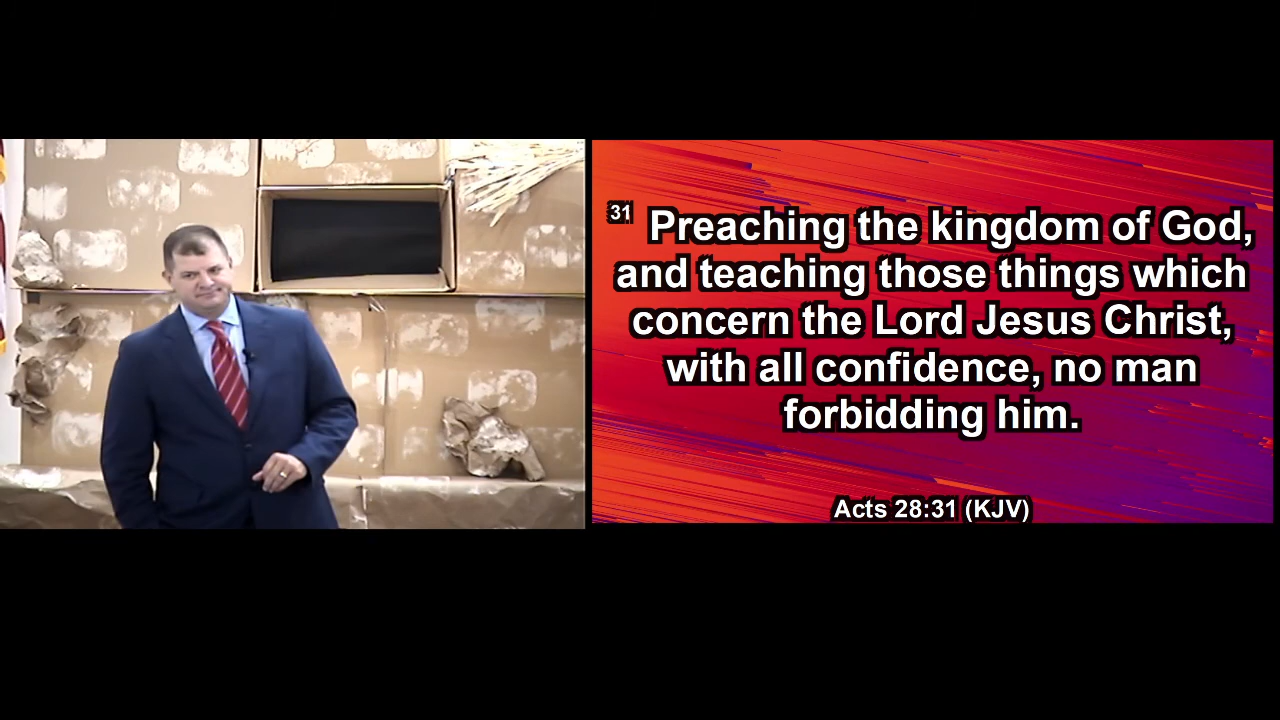 31 Preaching the kingdom of God,
and teaching those things which
concern the Lord Jesus Christ,
with all confidence, no man
forbidding him.
Acts 28:31 (KJV)